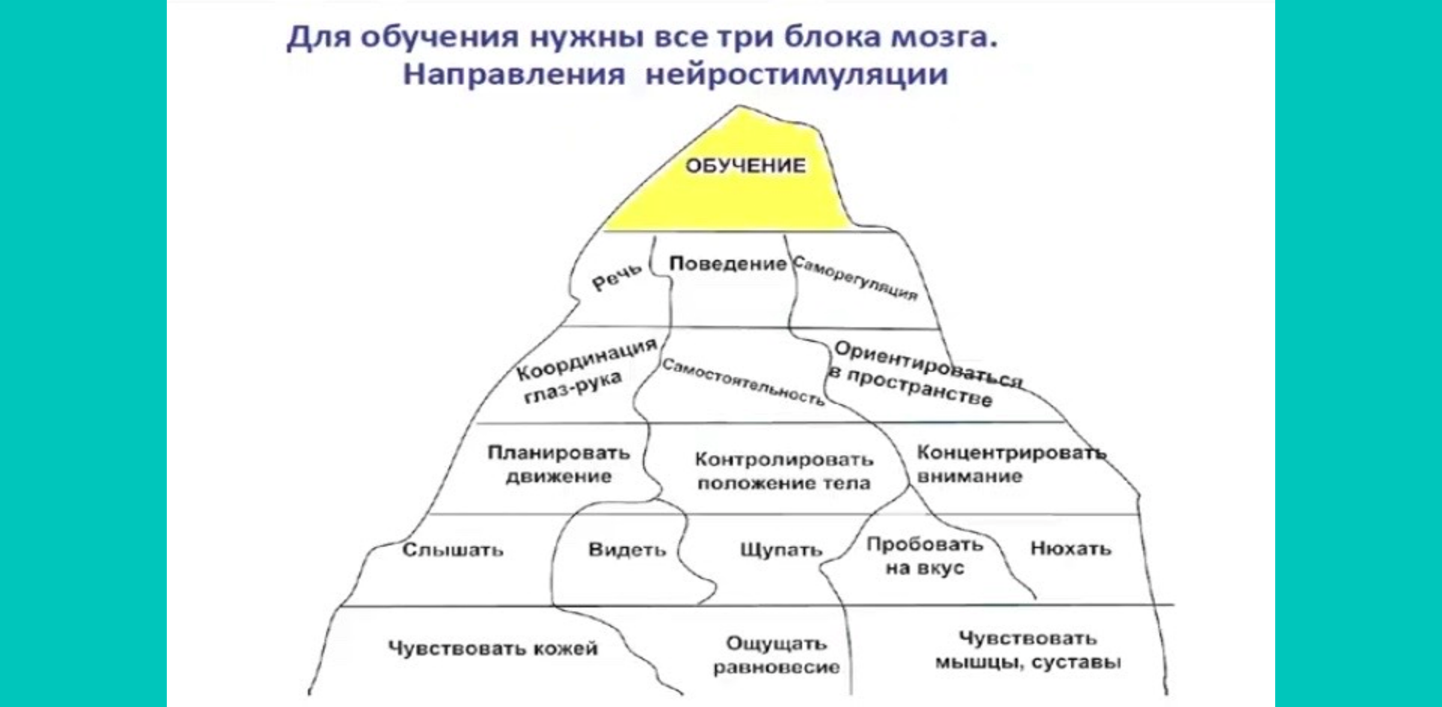 Для обучения нужны все три блока мозга.
Направления нейростимуляции
ОБУЧЕНИЕ
Речь
Поведение
Саморегуляция
Координация
глаз-рука
Самостоятельность
Ориентироваться
в пространстве
Планировать
движение
Контролировать
положение тела
Концентрировать
внимание
Слышать
Видеть
Щупать
Пробовать
на вкус
Нюхать
Чувствовать кожей
Ощущать
равновесие
Чувствовать
мышцы, суставы